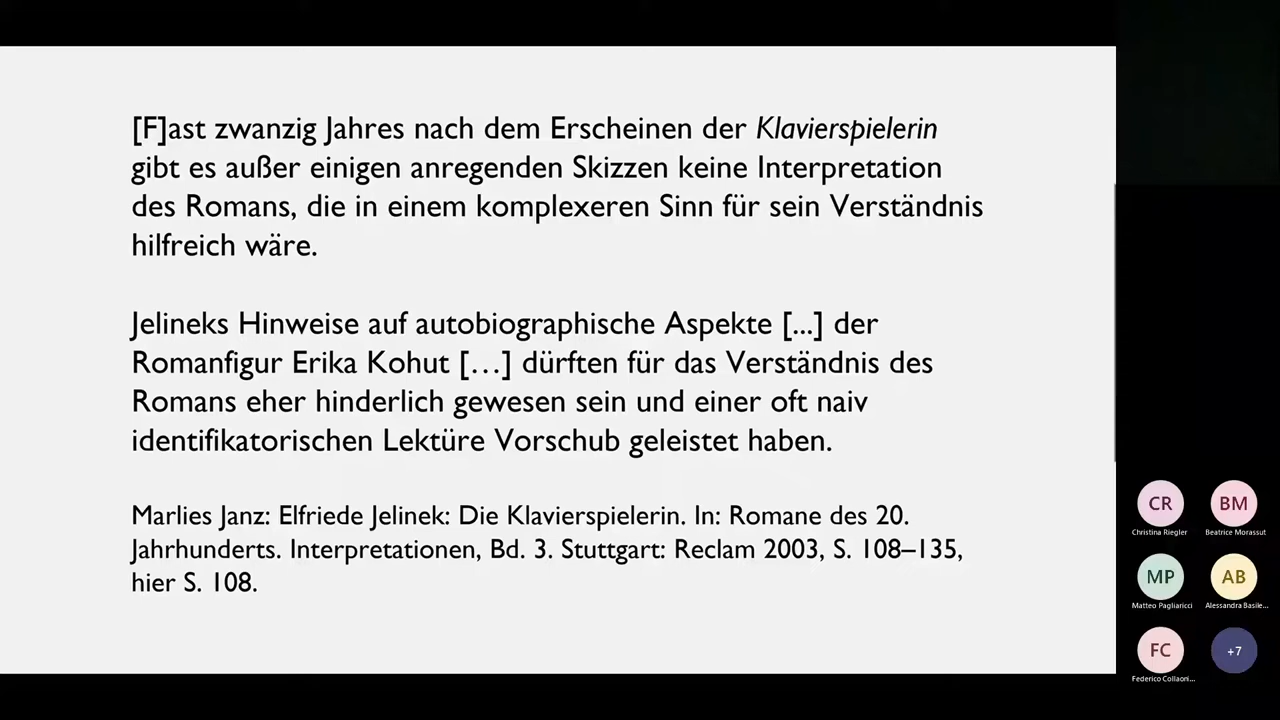 [F]ast zwanzig Jahres nach dem Erscheinen der Klavierspielerin
gibt es außer einigen anregenden Skizzen keine Interpretation
des Romans, die in einem komplexeren Sinn für sein Verständnis
hilfreich wäre.
Jelineks Hinweise auf autobiographische Aspekte [...] der
Romanfigur Erika Kohut […] dürften für das Verständnis des
Romans eher hinderlich gewesen sein und einer oft naiv
identifikatorischen Lektüre Vorschub geleistet haben.
Marlies Janz: Elfriede Jelinek: Die Klavierspielerin. In: Romane des 20.
Jahrhunderts. Interpretationen, Bd. 3. Stuttgart: Reclam 2003, S. 108–135,
hier S. 108.
CR BM
Christina Riegler Beatrice Morassut
MP AB
Matteo Pagliaricci Alessandra Basile...
FC +7
Federico Collaori...